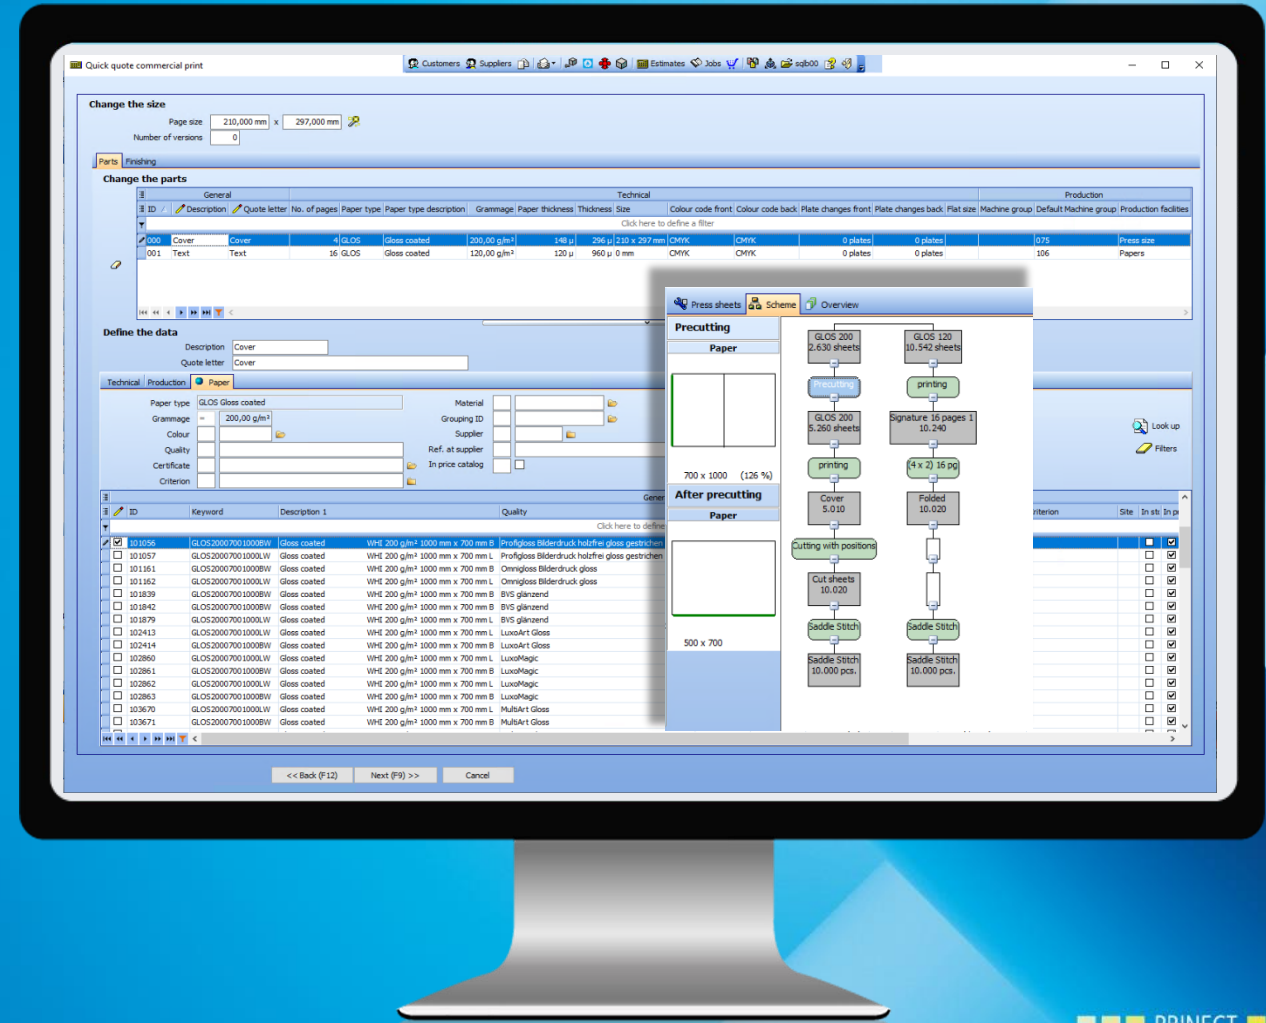 Quick quote commercial print
Customers Suppliers Estimates Jobs sqlb00
Change the size
Page size 210,000 mm x 297,000 mm
Number of versions 0
Parts Finishing
Change the parts
General Technical Production
ID Description Quote letter No. of pages Paper type Paper type description Grammage Paper thickness Thickness Size Colour code front Colour code back Plate changes front Plate changes back Flat size Machine group Default Machine group Production facilities
Click here to define a filter
000 Cover Cover 4 GLOS Gloss coated 200,00 g/m² 148 µ 296 µ 210 x 297 mm CMYK CMYK 0 plates 0 plates 075 Press size
001 Text Text 16 GLOS Gloss coated 120,00 g/m² 120 µ 960 µ 0 mm CMYK CMYK 0 plates 0 plates 106 Papers
Define the data
Description Cover
Quote letter Cover
Technical Production Paper
Paper type GLOS Gloss coated Material
Grammage = 200,00 g/m² Grouping ID
Colour Supplier
Quality Ref. at supplier
Certificate In price catalog
Criterion
Look up
Filters
Gener
ID Keyword Description 1 Quality riterion Site In st In p
Click here to define
101056 GLOS20007001000BW Gloss coated WHI 200 g/m² 1000 mm x 700 mm B Profigloss Bilderdruck holzfrei gloss gestrichen
101057 GLOS20007001000LW Gloss coated WHI 200 g/m² 1000 mm x 700 mm L Profigloss Bilderdruck holzfrei gloss gestrichen
101161 GLOS20007001000BW Gloss coated WHI 200 g/m² 1000 mm x 700 mm B Omnigloss Bilderdruck gloss
101162 GLOS20007001000LW Gloss coated WHI 200 g/m² 1000 mm x 700 mm L Omnigloss Bilderdruck gloss
101839 GLOS20007001000BW Gloss coated WHI 200 g/m² 1000 mm x 700 mm B BVS glänzend
101842 GLOS20007001000BW Gloss coated WHI 200 g/m² 1000 mm x 700 mm B BVS glänzend
101879 GLOS20007001000LW Gloss coated WHI 200 g/m² 1000 mm x 700 mm L BVS glänzend
102413 GLOS20007001000LW Gloss coated WHI 200 g/m² 1000 mm x 700 mm L LuxoArt Gloss
102414 GLOS20007001000BW Gloss coated WHI 200 g/m² 1000 mm x 700 mm B LuxoArt Gloss
102860 GLOS20007001000LW Gloss coated WHI 200 g/m² 1000 mm x 700 mm L LuxoMagic
102861 GLOS20007001000BW Gloss coated WHI 200 g/m² 1000 mm x 700 mm B LuxoMagic
102862 GLOS20007001000LW Gloss coated WHI 200 g/m² 1000 mm x 700 mm L LuxoMagic
102863 GLOS20007001000BW Gloss coated WHI 200 g/m² 1000 mm x 700 mm B LuxoMagic
103670 GLOS20007001000LW Gloss coated WHI 200 g/m² 1000 mm x 700 mm L MultiArt Gloss
103671 GLOS20007001000BW Gloss coated WHI 200 g/m² 1000 mm x 700 mm B MultiArt Gloss
<< Back (F12) Next (F9) >> Cancel
Press sheets Scheme Overview
Precutting
Paper
700 x 1000 (126 %)
After precutting
Paper
500 x 700
GLOS 200
2.630 sheets
Precutting
GLOS 200
5.260 sheets
printing
Cover
5.010
Cutting with positions
Cut sheets
10.020
Saddle Stitch
Saddle Stitch
10.000 pcs.
GLOS 120
10.542 sheets
printing
Signature 16 pages 1
10.240
(4 x 2) 16 pg
Folded
10.020
Saddle Stitch
Saddle Stitch
10.000 pcs.
PRINECT